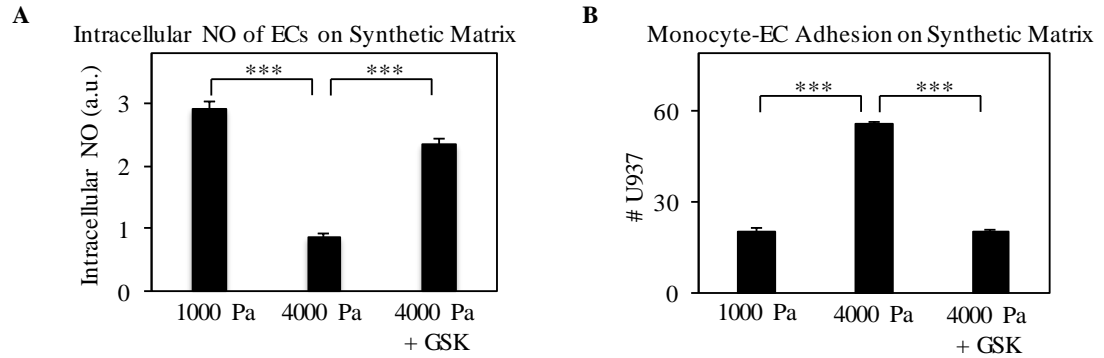 A
Intracellular NO of ECs on Synthetic Matrix
*** ***
Intracellular NO (a.u.)
3
2
1
0
1000 Pa 4000 Pa 4000 Pa
+ GSK
B
Monocyte-EC Adhesion on Synthetic Matrix
*** ***
# U937
60
30
0
1000 Pa 4000 Pa 4000 Pa
+ GSK